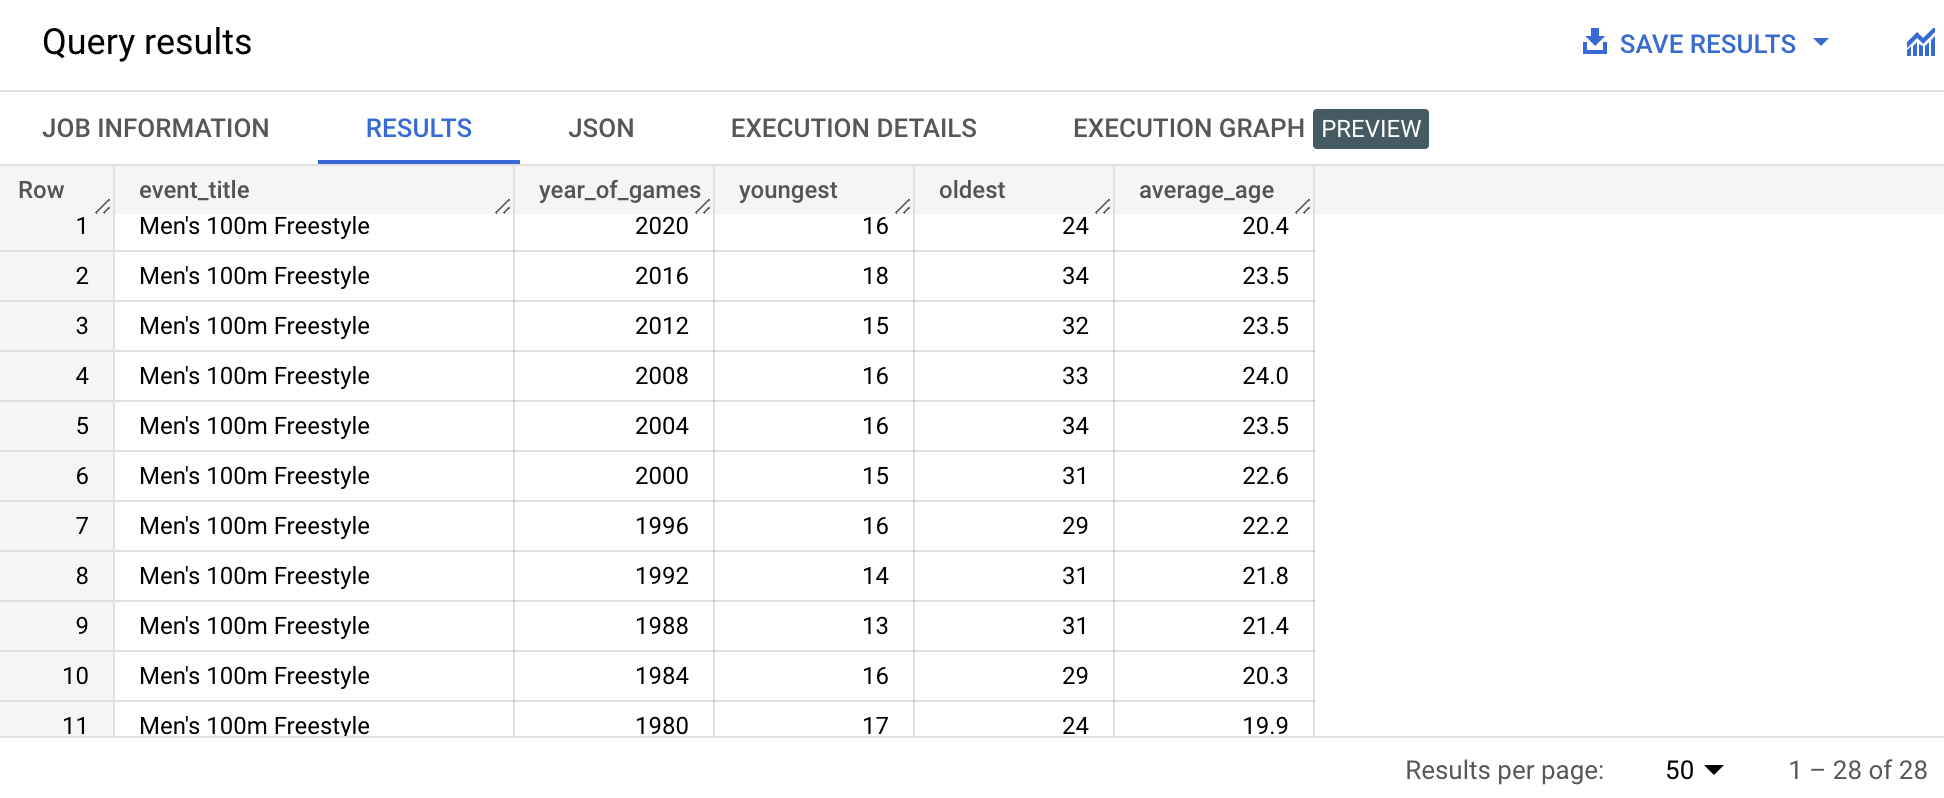 Query results
SAVE RESULTS
JOB INFORMATION RESULTS JSON EXECUTION DETAILS EXECUTION GRAPH PREVIEW
Row event_title year_of_games youngest oldest average_age
1 Men's 100m Freestyle 2020 16 24 20.4
2 Men's 100m Freestyle 2016 18 34 23.5
3 Men's 100m Freestyle 2012 15 32 23.5
4 Men's 100m Freestyle 2008 16 33 24.0
5 Men's 100m Freestyle 2004 16 34 23.5
6 Men's 100m Freestyle 2000 15 31 22.6
7 Men's 100m Freestyle 1996 16 29 22.2
8 Men's 100m Freestyle 1992 14 31 21.8
9 Men's 100m Freestyle 1988 13 31 21.4
10 Men's 100m Freestyle 1984 16 29 20.3
11 Men's 100m Freestyle 1980 17 24 19.9
Results per page: 50 1 – 28 of 28